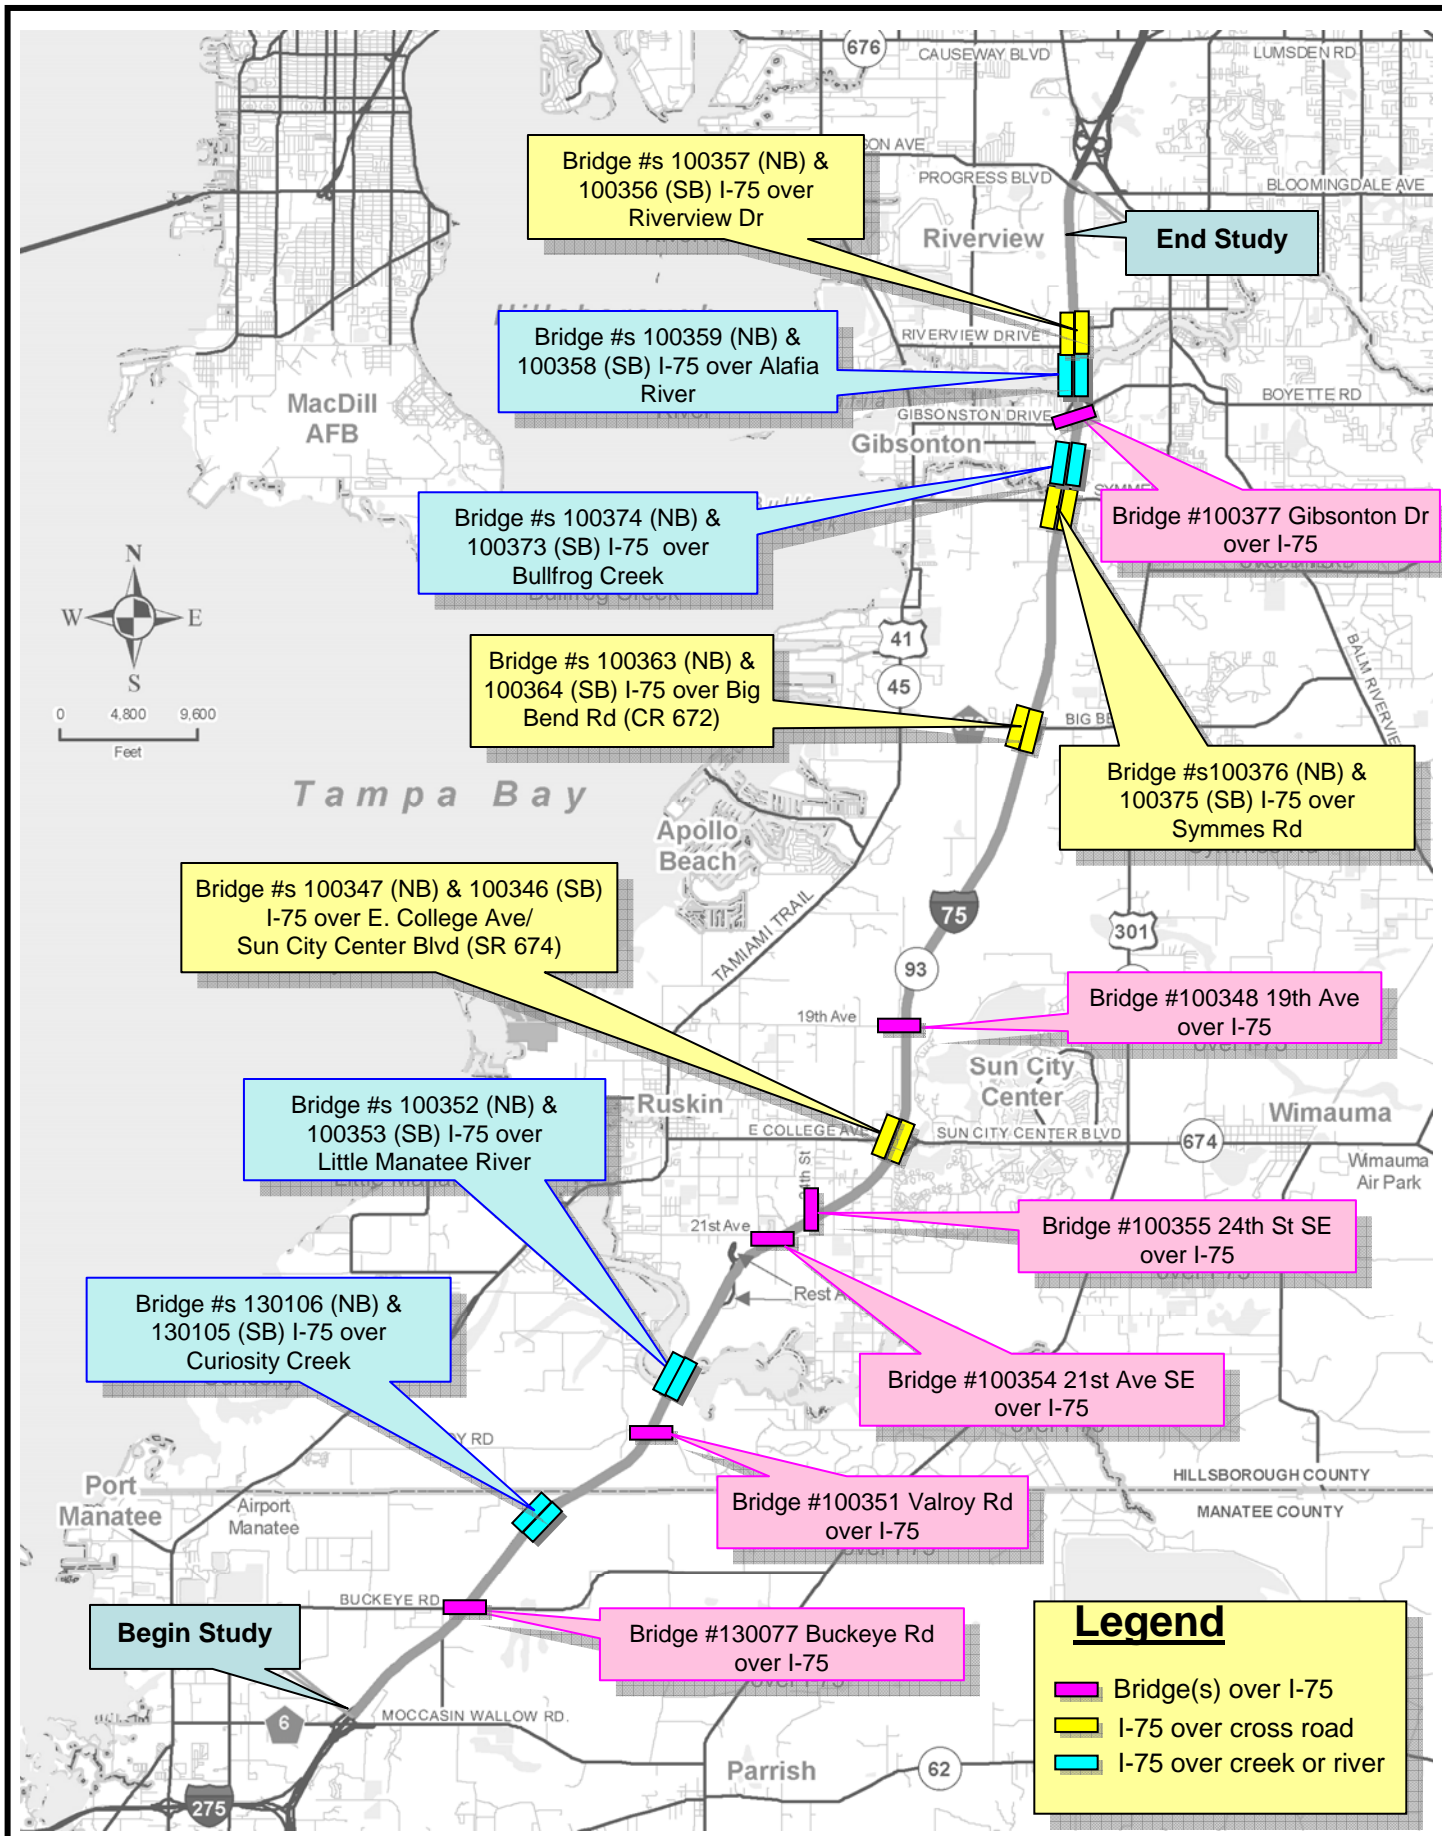 676
CAUSEWAY BLVD
LUMSDEN RD
SON AVE
PROGRESS BLVD
BLOOMINGDALE AVE
Bridge #s 100357 (NB) &
100356 (SB) I-75 over
Riverview Dr
Riverview
End Study
Bridge #s 100359 (NB) &
100358 (SB) I-75 over Alafia
River
RIVERVIEW DRIVE
MacDill
AFB
GIBSONSTON DRIVE
BOYETTE RD
Gibsonton
SYMME
Bridge #s 100374 (NB) &
100373 (SB) I-75 over
Bullfrog Creek
Bridge #100377 Gibsonton Dr
over I-75
N
W
E
S
41
45
BALM RIVERVIE
0 4,800 9,600
Feet
Bridge #s 100363 (NB) &
100364 (SB) I-75 over Big
Bend Rd (CR 672)
BIG BE
Bridge #s100376 (NB) &
100375 (SB) I-75 over
Symmes Rd
Tampa Bay
Apollo
Beach
Bridge #s 100347 (NB) & 100346 (SB)
I-75 over E. College Ave/
Sun City Center Blvd (SR 674)
TAMIAMI TRAIL
75
301
93
Bridge #100348 19th Ave
over I-75
19th Ave
Sun City
Center
Bridge #s 100352 (NB) &
100353 (SB) I-75 over
Little Manatee River
Ruskin
Wimauma
E COLLEGE AVE
SUN CITY CENTER BLVD
674
Wimauma
Air Park
4th St
21st Ave
Bridge #100355 24th St SE
over I-75
Rest A
Bridge #s 130106 (NB) &
130105 (SB) I-75 over
Curiosity Creek
Bridge #100354 21st Ave SE
over I-75
OY RD
HILLSBOROUGH COUNTY
MANATEE COUNTY
Port
Manatee
Airport
Manatee
Bridge #100351 Valroy Rd
over I-75
BUCKEYE RD
Begin Study
Bridge #130077 Buckeye Rd
over I-75
6
MOCCASIN WALLOW RD.
Parrish
62
275
Legend
Bridge(s) over I-75
I-75 over cross road
I-75 over creek or river